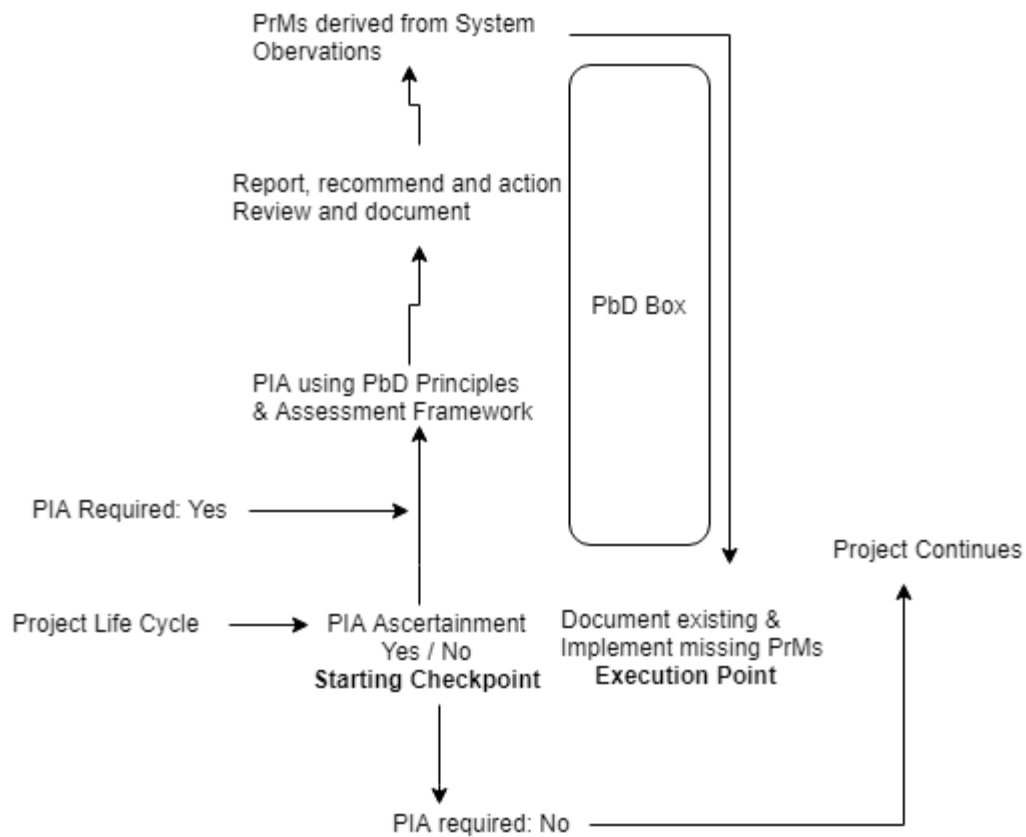 PrMs derived from System
Obervations
Report, recommend and action
Review and document
PbD Box
PIA using PbD Principles
& Assessment Framework
PIA Required: Yes
Project Continues
Project Life Cycle
PIA Ascertainment
Yes / No
Starting Checkpoint
Document existing &
Implement missing PrMs
Execution Point
PIA required: No